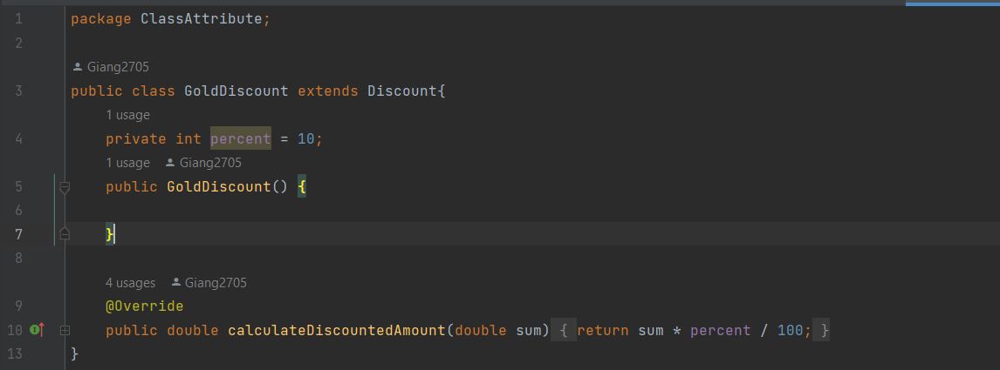 1 package ClassAttribute;
2
Giang2705
3 public class GoldDiscount extends Discount{
1 usage
4 private int percent = 10;
1 usage Giang2705
5 public GoldDiscount() {
6
7 }
8
4 usages Giang2705
9 @Override
10 public double calculateDiscountedAmount(double sum) { return sum * percent / 100; }
13 }